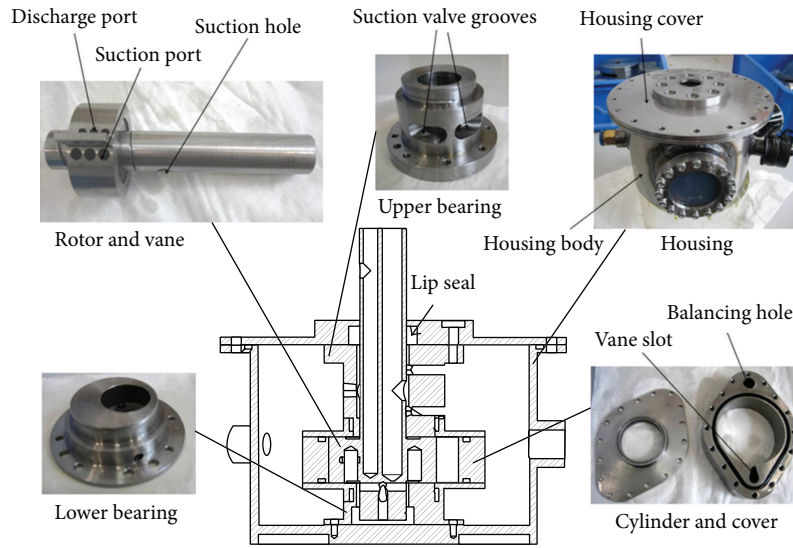 Discharge port
Suction hole
Suction port
Rotor and vane
Suction valve grooves
Upper bearing
Housing cover
Housing body
Housing
Lip seal
Balancing hole
Vane slot
Lower bearing
Cylinder and cover